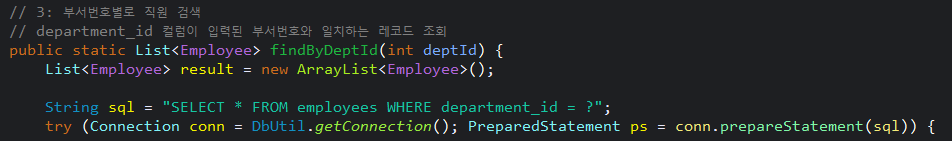 // 3: 부서번호별로 직원 검색
// department_id 컬럼이 입력된 부서번호와 일치하는 레코드 조회
public static List<Employee> findByDeptId(int deptId) {
    List<Employee> result = new ArrayList<Employee>();

    String sql = "SELECT * FROM employees WHERE department_id = ?";
    try (Connection conn = DbUtil.getConnection(); PreparedStatement ps = conn.prepareStatement(sql)) {